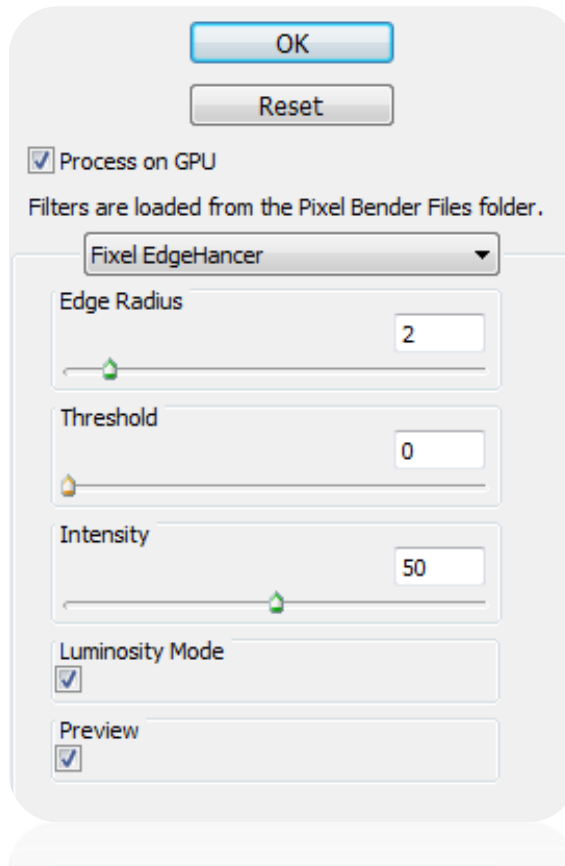 OK
Reset
Process on GPU
Filters are loaded from the Pixel Bender Files folder.
Fixel EdgeHancer
Edge Radius
2
Threshold
0
Intensity
50
Luminosity Mode
Preview